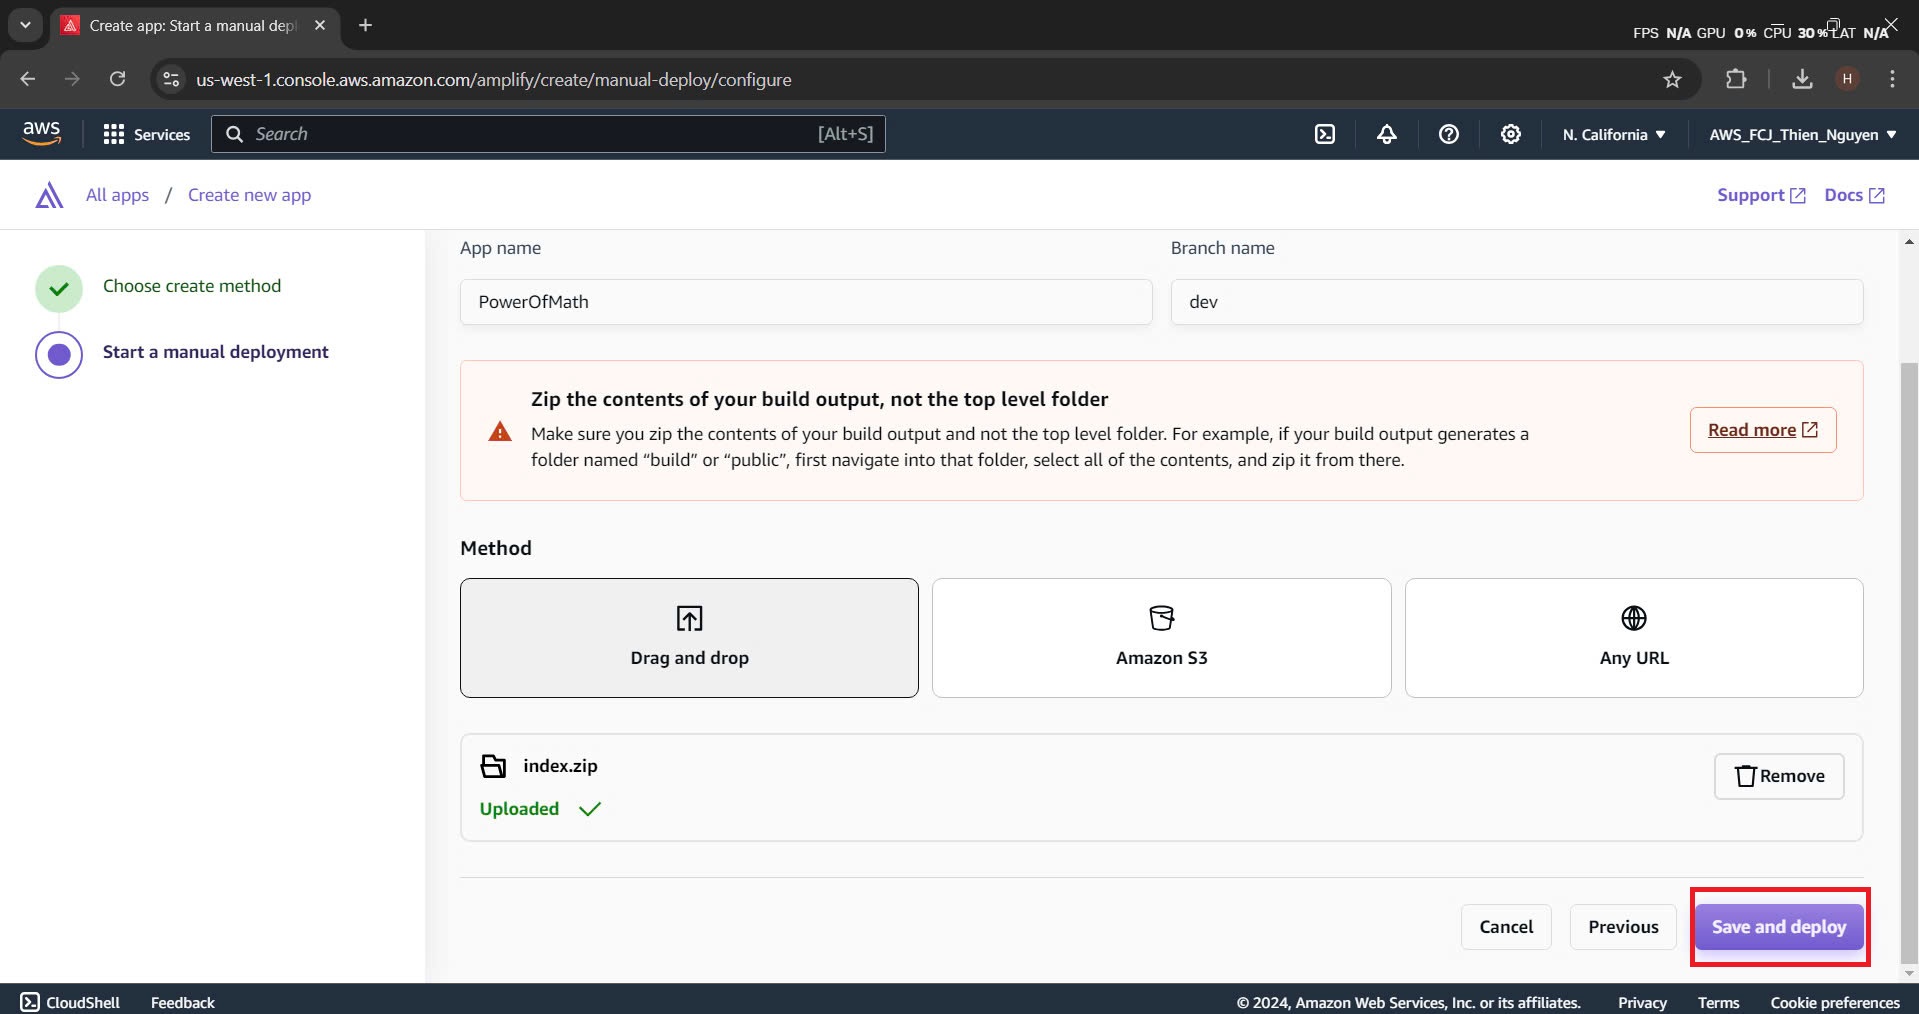 Create app: Start a manual dep
FPS N/A GPU 0% CPU 30% LAT N/A
us-west-1.console.aws.amazon.com/amplify/create/manual-deploy/configure
H
aws
Services
Search
[Alt+S]
N. California
AWS_FCJ_Thien_Nguyen
All apps / Create new app
Support
Docs
Choose create method
Start a manual deployment
App name
Branch name
PowerOfMath
dev
Zip the contents of your build output, not the top level folder
Make sure you zip the contents of your build output and not the top level folder. For example, if your build output generates a
folder named “build” or “public”, first navigate into that folder, select all of the contents, and zip it from there.
Read more
Method
Drag and drop
Amazon S3
Any URL
index.zip
Uploaded
Remove
Cancel
Previous
Save and deploy
CloudShell
Feedback
© 2024, Amazon Web Services, Inc. or its affiliates.
Privacy
Terms
Cookie preferences